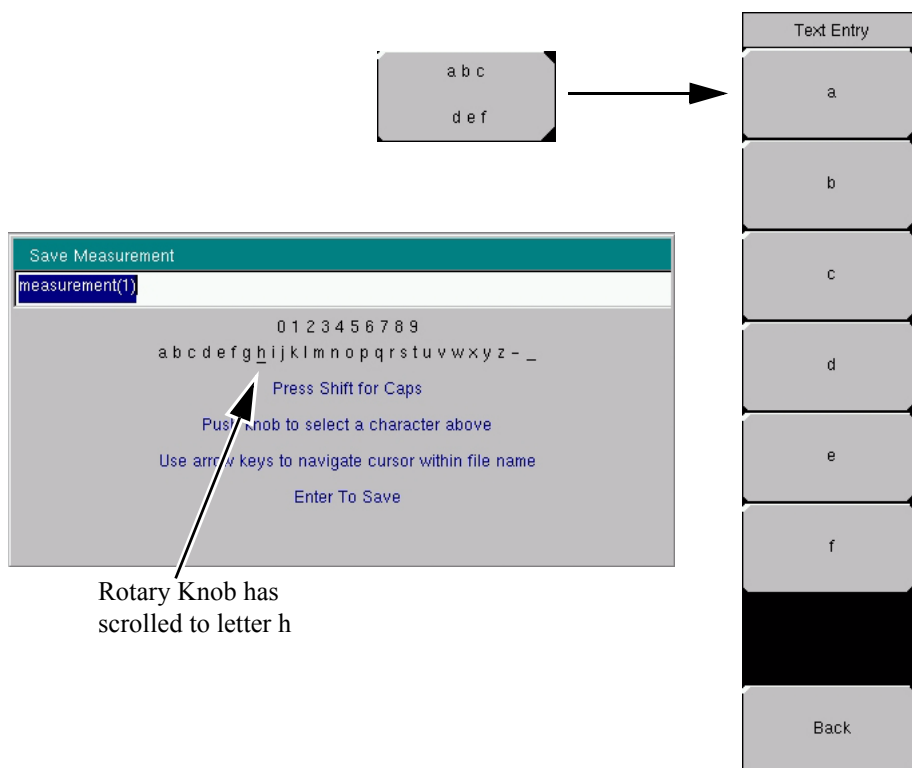 Text Entry
a b c
d e f
a
b
c
d
e
f
Back
Save Measurement
measurement(1)
0 1 2 3 4 5 6 7 8 9
a b c d e f g h i j k l m n o p q r s t u v w x y z - _
Press Shift for Caps
Push Knob to select a character above
Use arrow keys to navigate cursor within file name
Enter To Save
Rotary Knob has
scrolled to letter h